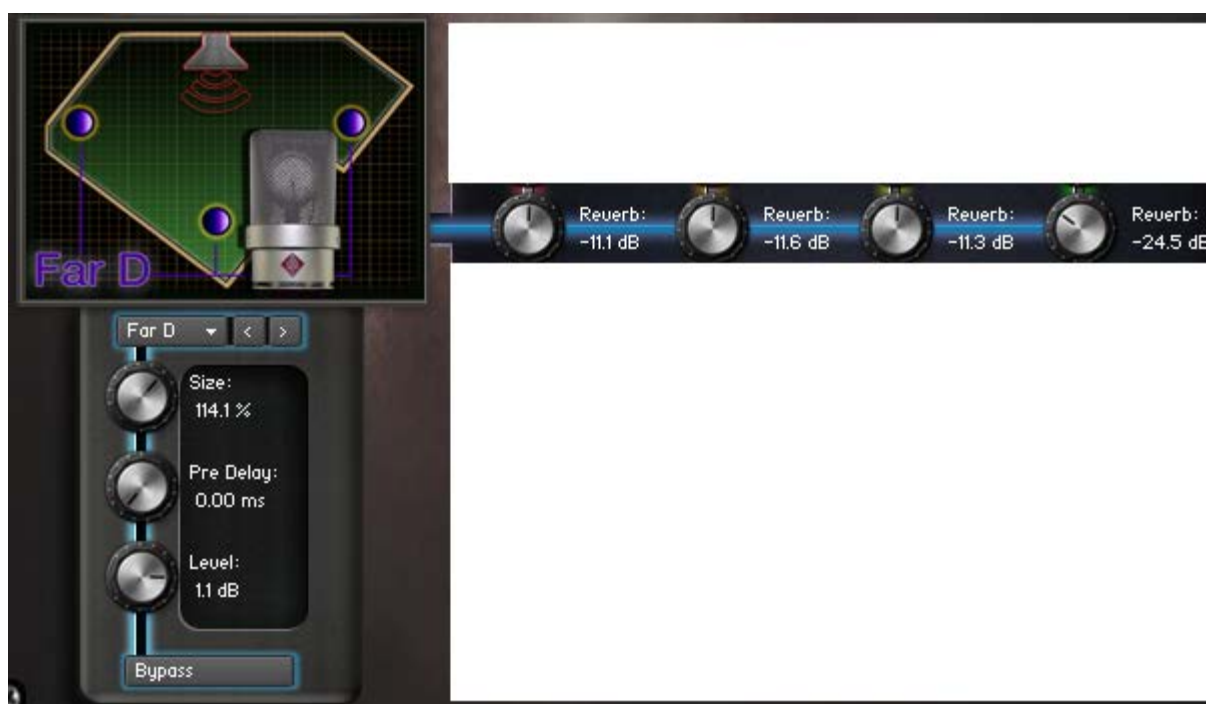 Far D
Reverb:
-11.1 dB
Reverb:
-11.6 dB
Reverb:
-11.3 dB
Reverb:
-24.5 dB
Far D
<
>
Size:
114.1 %
Pre Delay:
0.00 ms
Level:
1.1 dB
Bypass